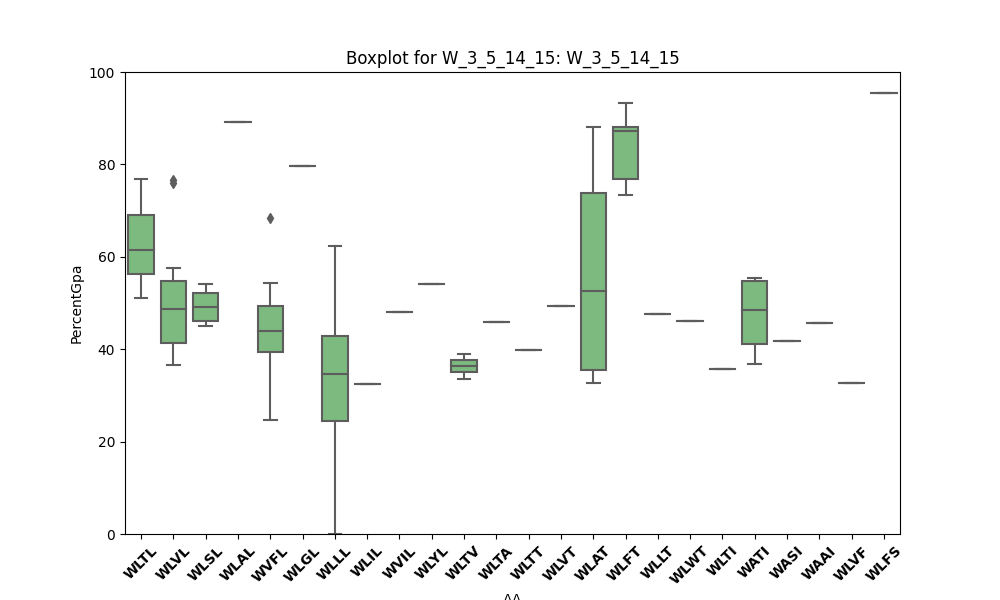 Boxplot for W_3_5_14_15: W_3_5_14_15
100
80
60
40
20
0
PercentGpa
WLTL WLVL WLSL WLAL WVFL WLGL WLLL WLIL WVIL WLYL WLTV WLTA WLTT WLVT WLAT WLFT WLLT WLWT WLTI WATI WASI WAAI WLVF WLFS
AA